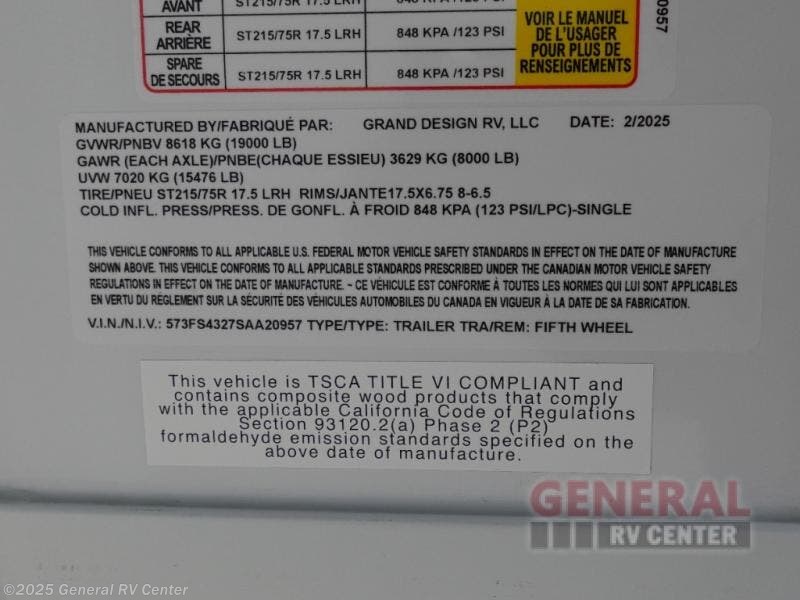 AVANT ST215/75R 17.5 LRH 848 KPA /123 PSI
REAR
ARRIÈRE ST215/75R 17.5 LRH 848 KPA /123 PSI
SPARE
DE SECOURS ST215/75R 17.5 LRH 848 KPA /123 PSI
VOIR LE MANUEL
DE L'USAGER
POUR PLUS DE
RENSEIGNEMENTS
0957
MANUFACTURED BY/FABRIQUÉ PAR: GRAND DESIGN RV, LLC DATE: 2/2025
GVWR/PNBV 8618 KG (19000 LB)
GAWR (EACH AXLE)/PNBE(CHAQUE ESSIEU) 3629 KG (8000 LB)
UVW 7020 KG (15476 LB)
TIRE/PNEU ST215/75R 17.5 LRH RIMS/JANTE17.5X6.75 8-6.5
COLD INFL. PRESS/PRESS. DE GONFL. À FROID 848 KPA (123 PSI/LPC)-SINGLE
THIS VEHICLE CONFORMS TO ALL APPLICABLE U.S. FEDERAL MOTOR VEHICLE SAFETY STANDARDS IN EFFECT ON THE DATE OF MANUFACTURE
SHOWN ABOVE. THIS VEHICLE CONFORMS TO ALL APPLICABLE STANDARDS PRESCRIBED UNDER THE CANADIAN MOTOR VEHICLE SAFETY
REGULATIONS IN EFFECT ON THE DATE OF MANUFACTURE. - CE VÉHICULE EST CONFORME À TOUTES LES NORMES QUI LUI SONT APPLICABLES
EN VERTU DU RÉGLEMENT SUR LA SÉCURITÉ DES VÉHICULES AUTOMOBILES DU CANADA EN VIGUEUR À LA DATE DE SA FABRICATION.
V.I.N./N.I.V.: 573FS4327SAA20957 TYPE/TYPE: TRAILER TRA/REM: FIFTH WHEEL
This vehicle is TSCA TITLE VI COMPLIANT and
contains composite wood products that comply
with the applicable California Code of Regulations
Section 93120.2(a) Phase 2 (P2)
formaldehyde emission standards specified on the
above date of manufacture.
GENERAL
RV CENTER
©2025 General RV Center